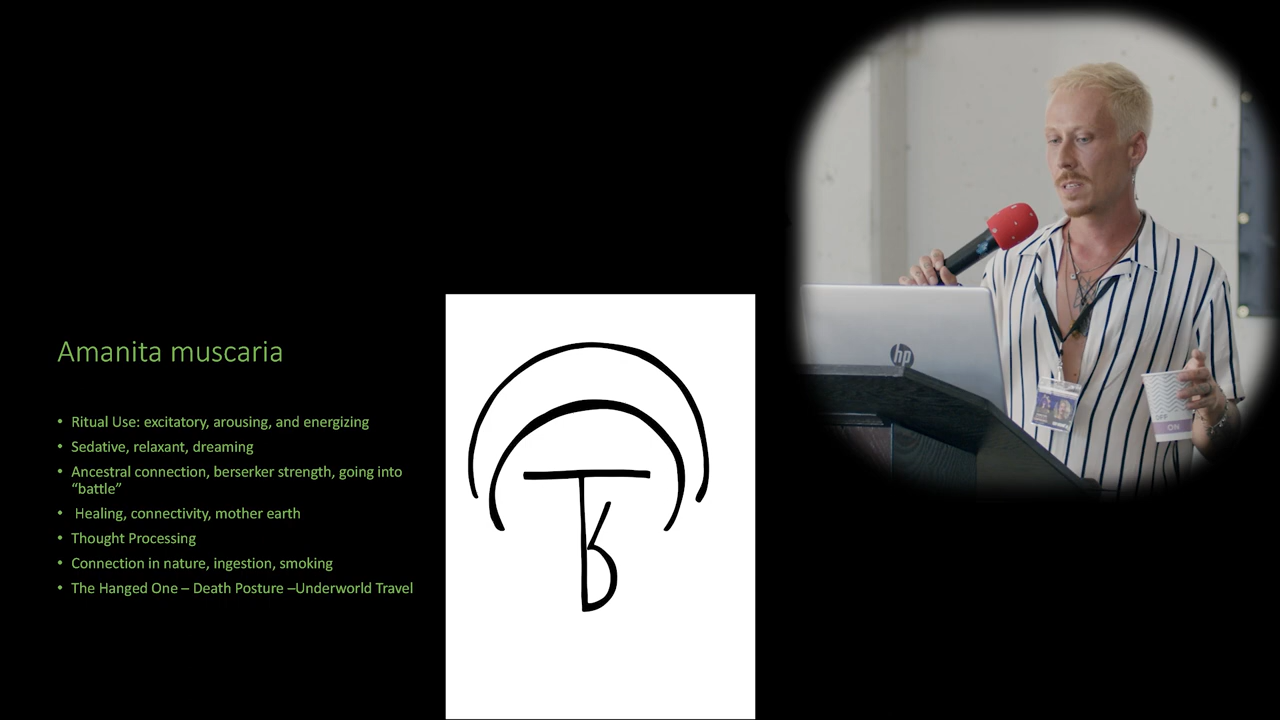 Amanita muscaria
• Ritual Use: excitatory, arousing, and energizing
• Sedative, relaxant, dreaming
• Ancestral connection, berserker strength, going into
“battle”
• Healing, connectivity, mother earth
• Thought Processing
• Connection in nature, ingestion, smoking
• The Hanged One – Death Posture –Underworld Travel
hp
ON